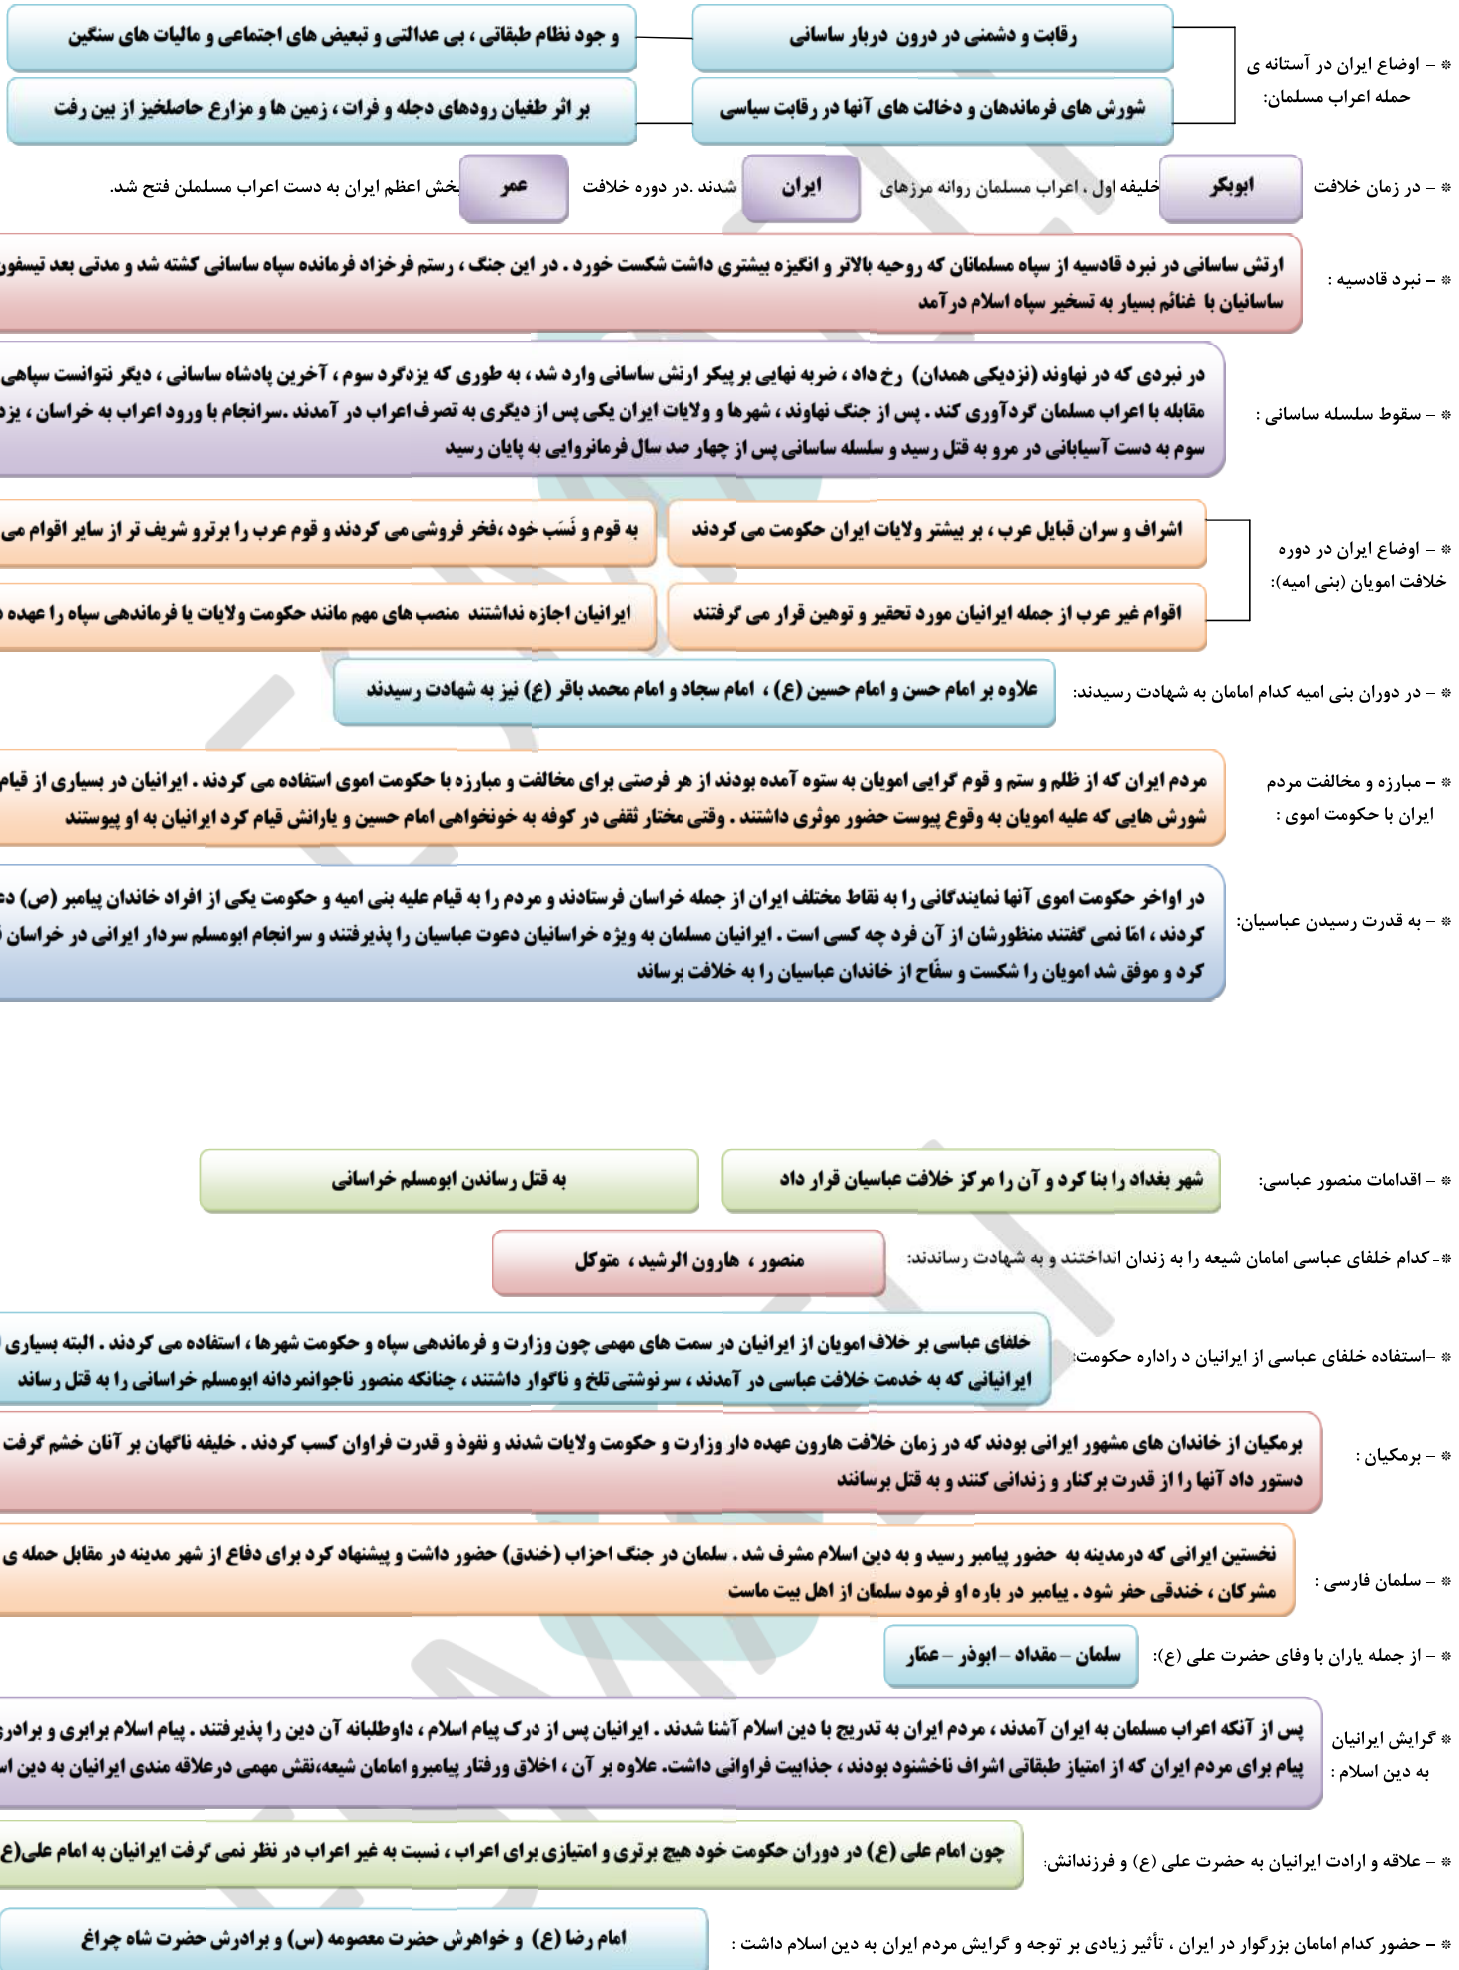 * – اوضاع ایران در آستانه ی
حمله اعراب مسلمان:
رقابت و دشمنی در درون دربار ساسانی
و جود نظام طبقاتی ، بی عدالتی و تبعیض های اجتماعی و مالیات های سنگین
شورش های فرماندهان و دخالت های آنها در رقابت سیاسی
بر اثر طغیان رودهای دجله و فرات ، زمین ها و مزارع حاصلخیز از بین رفت
* – در زمان خلافت ابوبکر خلیفه اول ، اعراب مسلمان روانه مرزهای ایران شدند .در دوره خلافت عمر بخش اعظم ایران به دست اعراب مسلملن فتح شد.
* – نبرد قادسیه :
ارتش ساسانی در نبرد قادسیه از سپاه مسلمانان که روحیه بالاتر و انگیزه بیشتری داشت شکست خورد . در این جنگ ، رستم فرخزاد فرمانده سپاه ساسانی کشته شد و مدتی بعد تیسفون
ساسانیان با غنائم بسیار به تسخیر سپاه اسلام درآمد
* – سقوط سلسله ساسانی :
در نبردی که در نهاوند (نزدیکی همدان) رخ داد ، ضربه نهایی بر پیکر ارتش ساسانی وارد شد ، به طوری که یزدگرد سوم ، آخرین پادشاه ساسانی ، دیگر نتوانست سپاهی
مقابله با اعراب مسلمان گردآوری کند . پس از جنگ نهاوند ، شهرها و ولایات ایران یکی پس از دیگری به تصرف اعراب در آمدند .سرانجام با ورود اعراب به خراسان ، یزد
سوم به دست آسیابانی در مرو به قتل رسید و سلسله ساسانی پس از چهار صد سال فرمانروایی به پایان رسید
* – اوضاع ایران در دوره
خلافت امویان (بنی امیه):
اشراف و سران قبایل عرب ، بر بیشتر ولایات ایران حکومت می کردند
به قوم و نَسَب خود ،فخر فروشی می کردند و قوم عرب را برترو شریف تر از سایر اقوام می
اقوام غیر عرب از جمله ایرانیان مورد تحقیر و توهین قرار می گرفتند
ایرانیان اجازه نداشتند منصب های مهم مانند حکومت ولایات یا فرماندهی سپاه را عهده
* – در دوران بنی امیه کدام امامان به شهادت رسیدند:
علاوه بر امام حسن و امام حسین (ع) ، امام سجاد و امام محمد باقر (ع) نیز به شهادت رسیدند
* – مبارزه و مخالفت مردم
ایران با حکومت اموی :
مردم ایران که از ظلم و ستم و قوم گرایی امویان به ستوه آمده بودند از هر فرصتی برای مخالفت و مبارزه با حکومت اموی استفاده می کردند . ایرانیان در بسیاری از قیام
شورش هایی که علیه امویان به وقوع پیوست حضور موثری داشتند . وقتی مختار ثقفی در کوفه به خونخواهی امام حسین و یارانش قیام کرد ایرانیان به او پیوستند
* – به قدرت رسیدن عباسیان:
در اواخر حکومت اموی آنها نمایندگانی را به نقاط مختلف ایران از جمله خراسان فرستادند و مردم را به قیام علیه بنی امیه و حکومت یکی از افراد خاندان پیامبر (ص)
کردند ، امّا نمی گفتند منظورشان از آن فرد چه کسی است . ایرانیان مسلمان به ویژه خراسانیان دعوت عباسیان را پذیرفتند و سرانجام ابومسلم سردار ایرانی در خراسان
کرد و موفق شد امویان را شکست و سفّاح از خاندان عباسیان را به خلافت برساند
* – اقدامات منصور عباسی:
شهر بغداد را بنا کرد و آن را مرکز خلافت عباسیان قرار داد
به قتل رساندن ابومسلم خراسانی
*- کدام خلفای عباسی امامان شیعه را به زندان انداختند و به شهادت رساندند:
منصور ، هارون الرشید ، متوکل
* –استفاده خلفای عباسی از ایرانیان د راداره حکومت:
خلفای عباسی بر خلاف امویان از ایرانیان در سمت های مهمی چون وزارت و فرماندهی سپاه و حکومت شهرها ، استفاده می کردند . البته بسیاری
ایرانیانی که به خدمت خلافت عباسی در آمدند ، سرنوشتی تلخ و ناگوار داشتند ، چنانکه منصور ناجوانمردانه ابومسلم خراسانی را به قتل رساند
* – برمکیان :
برمکیان از خاندان های مشهور ایرانی بودند که در زمان خلافت هارون عهده دار وزارت و حکومت ولایات شدند و نفوذ و قدرت فراوان کسب کردند . خلیفه ناگهان بر آنان خشم گرفت
دستور داد آنها را از قدرت برکنار و زندانی کنند و به قتل برسانند
* – سلمان فارسی :
نخستین ایرانی که درمدینه به حضور پیامبر رسید و به دین اسلام مشرف شد . سلمان در جنگ احزاب (خندق) حضور داشت و پیشنهاد کرد برای دفاع از شهر مدینه در مقابل حمله ی
مشرکان ، خندقی حفر شود . پیامبر در باره او فرمود سلمان از اهل بیت ماست
* – از جمله یاران با وفای حضرت علی (ع):
سلمان – مقداد – ابوذر – عمّار
* گرایش ایرانیان
به دین اسلام :
پس از آنکه اعراب مسلمان به ایران آمدند ، مردم ایران به تدریج با دین اسلام آشنا شدند . ایرانیان پس از درک پیام اسلام ، داوطلبانه آن دین را پذیرفتند . پیام اسلام برابری و برادری
پیام برای مردم ایران که از امتیاز طبقاتی اشراف ناخشنود بودند ، جذابیت فراوانی داشت. علاوه بر آن ، اخلاق ورفتار پیامبرو امامان شیعه،نقش مهمی درعلاقه مندی ایرانیان به دین
* – علاقه و ارادت ایرانیان به حضرت علی (ع) و فرزندانش:
چون امام علی (ع) در دوران حکومت خود هیچ برتری و امتیازی برای اعراب ، نسبت به غیر اعراب در نظر نمی گرفت ایرانیان به امام علی(ع
* – حضور کدام امامان بزرگوار در ایران ، تأثیر زیادی بر توجه و گرایش مردم ایران به دین اسلام داشت :
امام رضا (ع) و خواهرش حضرت معصومه (س) و برادرش حضرت شاه چراغ